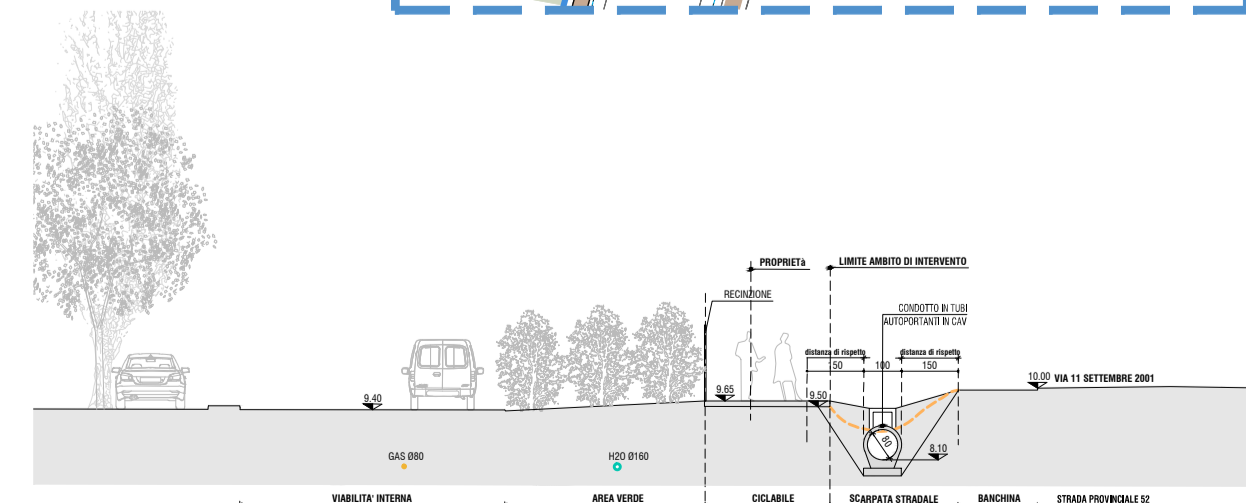 PROPRIETà
LIMITE AMBITO DI INTERVENTO
RECINZIONE
CONDOTTO IN TUBI
AUTOPORTANTI IN CAV
distanza di rispetto
distanza di rispetto
150
100
150
10.00
VIA 11 SETTEMBRE 2001
9.40
9.65
9.50
80
8.10
GAS Ø80
H2O Ø160
VIABILITA' INTERNA
AREA VERDE
CICLABILE
SCARPATA STRADALE
BANCHINA
STRADA PROVINCIALE 52